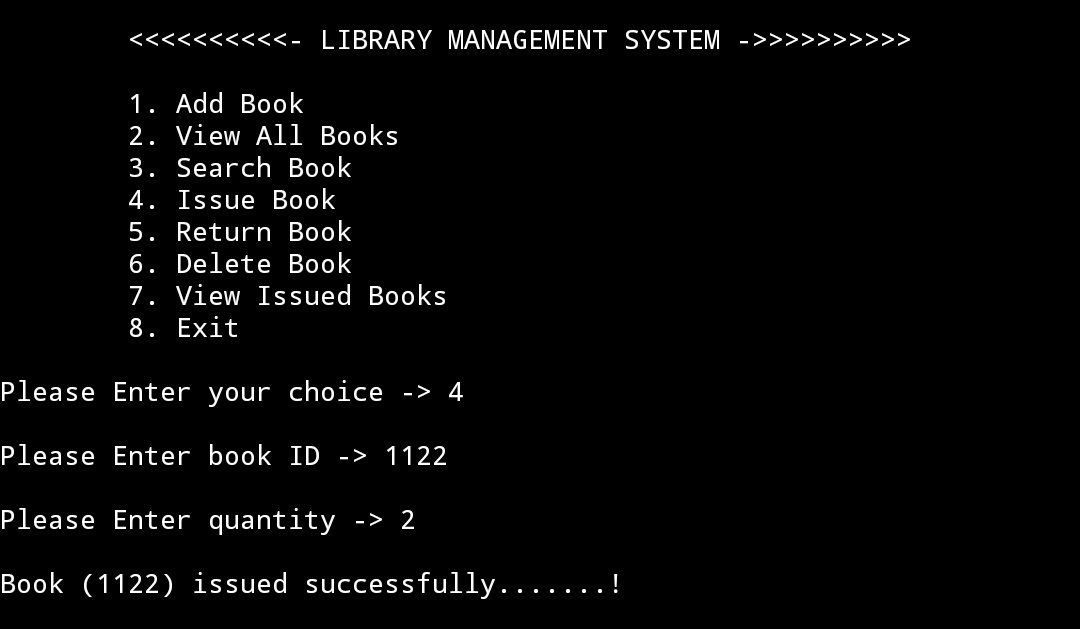 <<<<<<<<<<- LIBRARY MANAGEMENT SYSTEM ->>>>>>>>>>
1. Add Book
2. View All Books
3. Search Book
4. Issue Book
5. Return Book
6. Delete Book
7. View Issued Books
8. Exit
Please Enter your choice -> 4
Please Enter book ID -> 1122
Please Enter quantity -> 2
Book (1122) issued successfully.......!